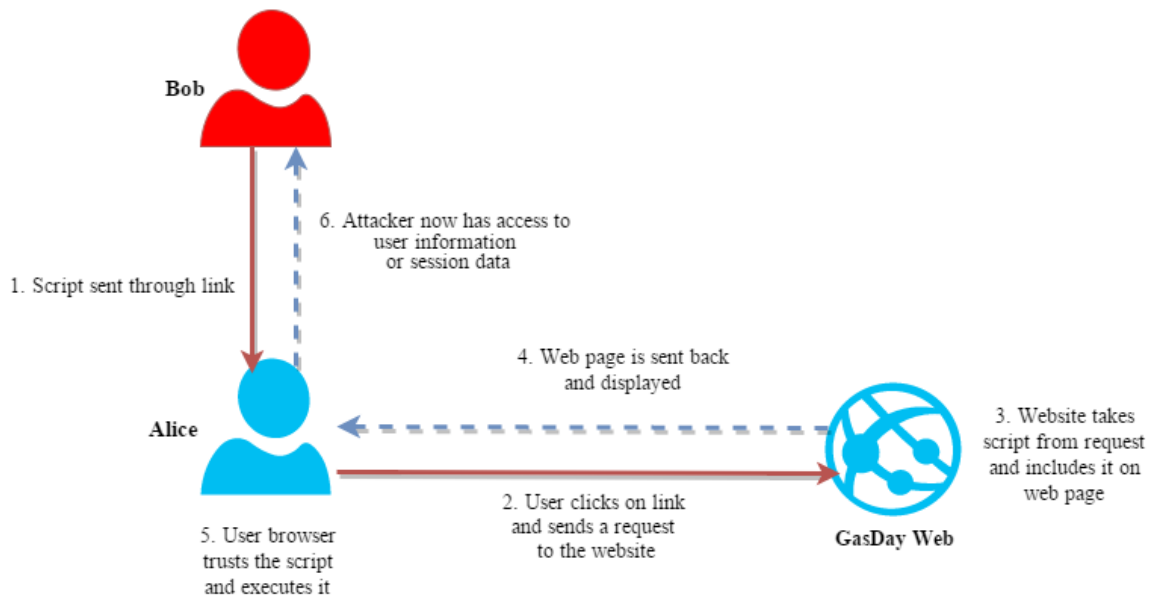 Bob
6. Attacker now has access to
user information
or session data
1. Script sent through link
4. Web page is sent back
and displayed
Alice
3. Website takes
script from request
and includes it on
web page
2. User clicks on link
and sends a request
to the website
GasDay Web
5. User browser
trusts the script
and executes it